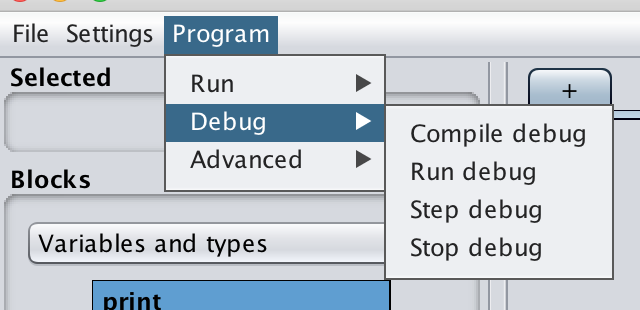 File Settings Program
Selected
Run
+
Debug
Compile debug
Advanced
Run debug
Blocks
Step debug
Variables and types
Stop debug
print